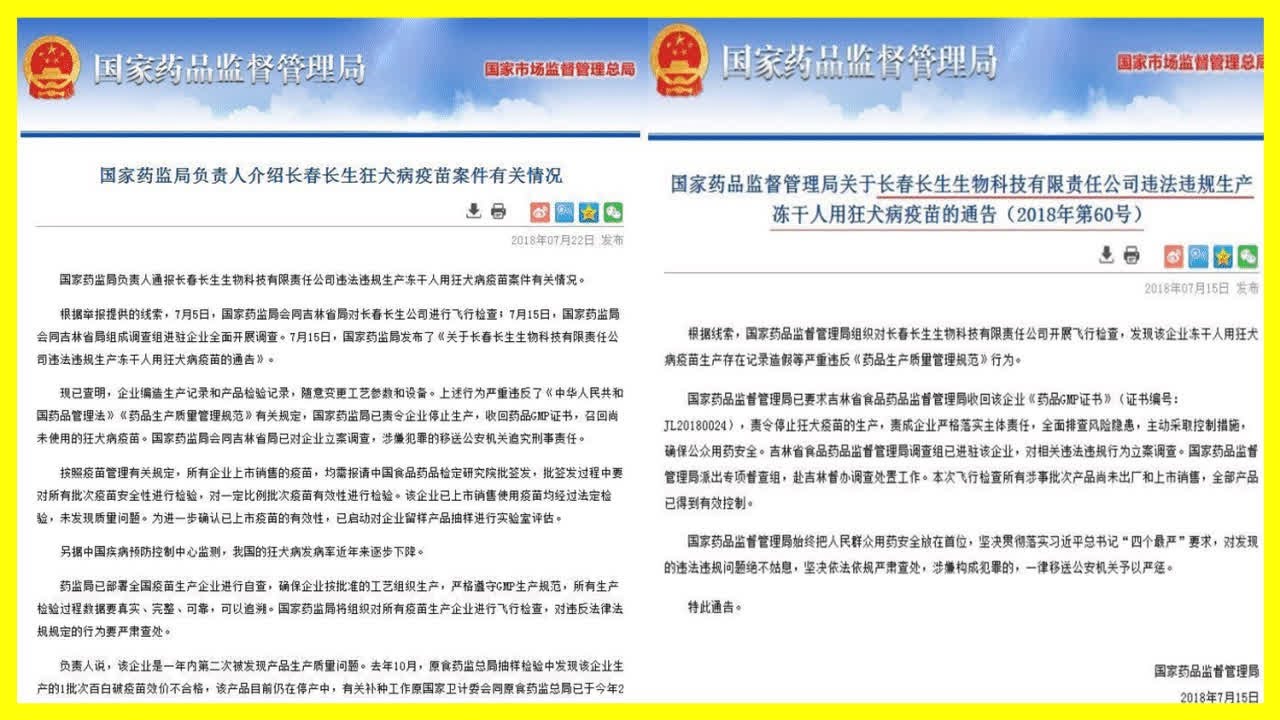 国家药品监督管理局
国家市场监督管理总局
国家药监局负责人介绍长春长生狂犬病疫苗案件有关情况
2018年07月22日 发布
国家药监局负责人通报长春长生生物科技有限责任公司违法违规生产冻干人用狂犬病疫苗案件有关情况。
根据举报提供的线索，7月5日，国家药监局会同吉林省局对长春长生公司进行飞行检查；7月15日，国家药监局
会同吉林省局组成调查组进驻企业全面开展调查。7月15日，国家药监局发布了《关于长春长生生物科技有限责任公
司违法违规生产冻干人用狂犬病疫苗的通告》。
现已查明，企业编造生产记录和产品检验记录，随意变更工艺参数和设备。上述行为严重违反了《中华人民共和
国药品管理法》《药品生产质量管理规范》有关规定，国家药监局已责令企业停止生产，收回药品GMP证书，召回尚
未使用的狂犬病疫苗。国家药监局会同吉林省局已对企业立案调查，涉嫌犯罪的移送公安机关追究刑事责任。
按照疫苗管理有关规定，所有企业上市销售的疫苗，均需报请中国食品药品检定研究院批签发，批签发过程中要
对所有批次疫苗安全性进行检验，对一定比例批次疫苗有效性进行检验。该企业已上市销售使用疫苗均经过法定检
验，未发现质量问题。为进一步确认已上市疫苗的有效性，已启动对企业留样产品抽样进行实验室评估。
另据中国疾病预防控制中心监测，我国的狂犬病发病率近年来逐步下降。
药监局已部署全国疫苗生产企业进行自查，确保企业按批准的工艺组织生产，严格遵守GMP生产规范，所有生产
检验过程数据要真实、完整、可靠，可以追溯。国家药监局将组织对所有疫苗生产企业进行飞行检查，对违反法律法
规规定的行为要严肃查处。
负责人说，该企业是一年内第二次被发现产品生产质量问题。去年10月，原食药监总局抽样检验中发现该企业生
产的1批次百白破疫苗效价不合格，该产品目前仍在停产中，有关补种工作原国家卫计委会同原食药监总局已于今年2
国家药品监督管理局
国家市场监督管理总局
国家药品监督管理局关于长春长生生物科技有限责任公司违法违规生产
冻干人用狂犬病疫苗的通告（2018年第60号）
2018年07月15日 发布
根据线索，国家药品监督管理局组织对长春长生生物科技有限责任公司开展飞行检查，发现该企业冻干人用狂犬
病疫苗生产存在记录造假等严重违反《药品生产质量管理规范》行为。
国家药品监督管理局已要求吉林省食品药品监督管理局收回该企业《药品GMP证书》（证书编号：
JL20180024），责令停止狂犬疫苗的生产，责成企业严格落实主体责任，全面排查风险隐患，主动采取控制措施，
确保公众用药安全。吉林省食品药品监督管理局调查组已进驻该企业，对相关违法违规行为立案调查。国家药品监督
管理局派出专项督查组，赴吉林督办调查处置工作。本次飞行检查所有涉事批次产品尚未出厂和上市销售，全部产品
已得到有效控制。
国家药品监督管理局始终把人民群众用药安全放在首位，坚决贯彻落实习近平总书记“四个最严”要求，对发现
的违法违规问题绝不姑息，坚决依法依规严肃查处，涉嫌构成犯罪的，一律移送公安机关予以严惩。
特此通告。
国家药品监督管理局
2018年7月15日